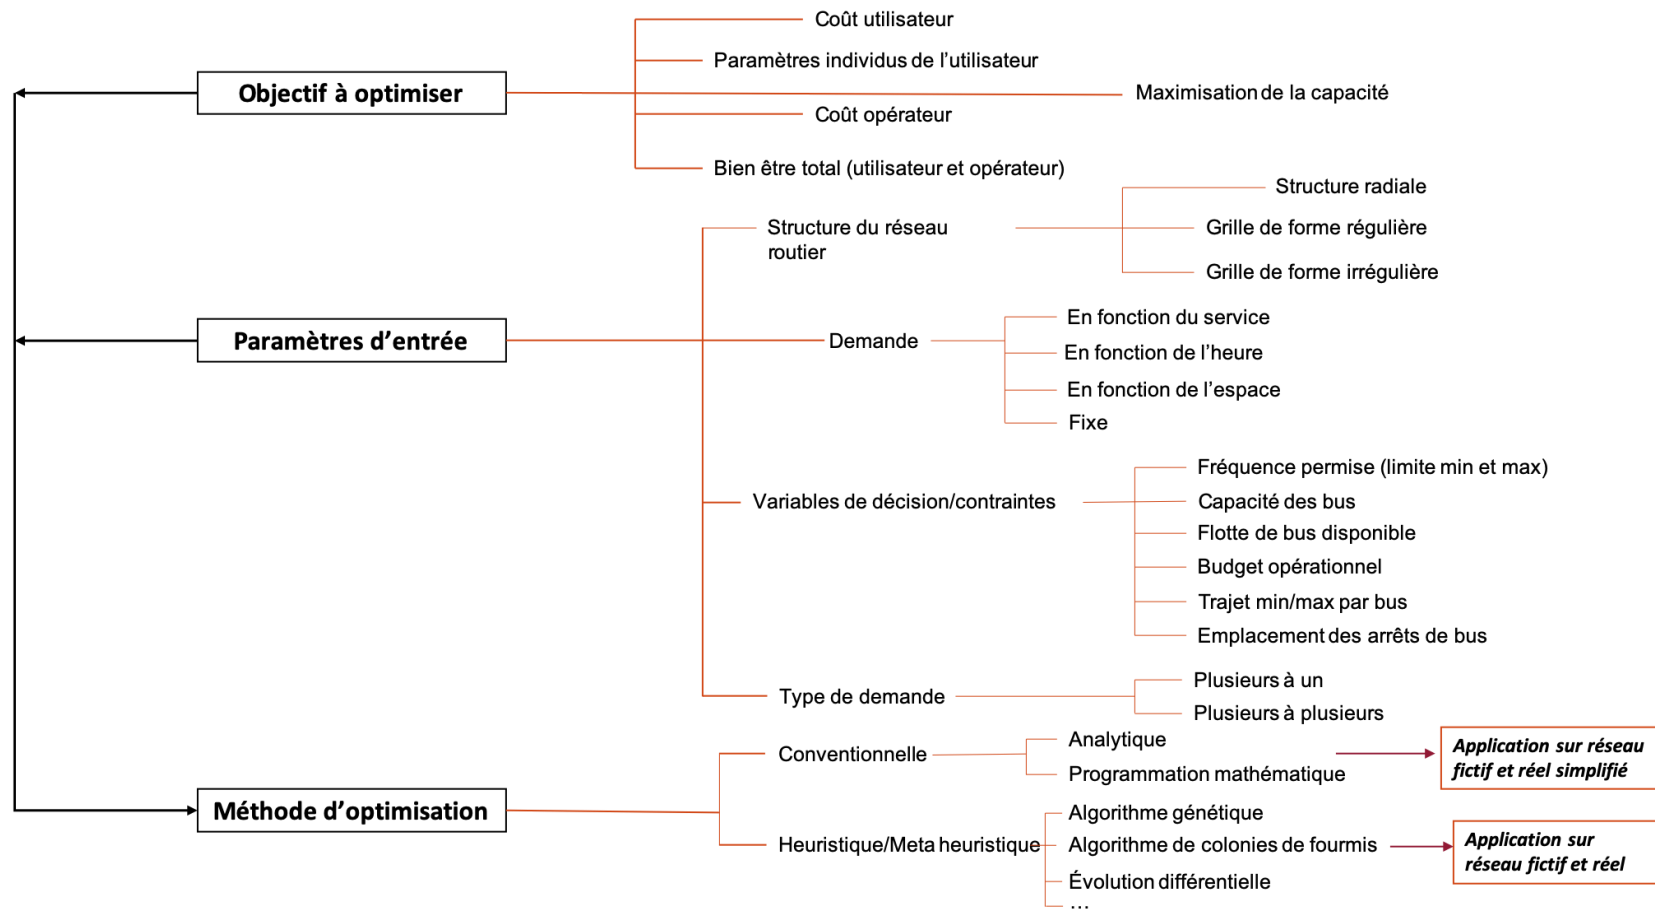 Coût utilisateur
Paramètres individus de l'utilisateur
Objectif à optimiser
Maximisation de la capacité
Coût opérateur
Bien être total (utilisateur et opérateur)
Structure radiale
Structure du réseau
routier
Grille de forme régulière
Grille de forme irrégulière
En fonction du service
Paramètres d'entrée
Demande
En fonction de l'heure
En fonction de l'espace
Fixe
Fréquence permise (limite min et max)
Variables de décision/contraintes
Capacité des bus
Flotte de bus disponible
Budget opérationnel
Trajet min/max par bus
Emplacement des arrêts de bus
Type de demande
Plusieurs à un
Plusieurs à plusieurs
Conventionnelle
Analytique
Programmation mathématique
Application sur réseau
fictif et réel simplifié
Méthode d'optimisation
Algorithme génétique
Heuristique/Meta heuristique
Algorithme de colonies de fourmis
Application sur
réseau fictif et réel
Évolution différentielle
...